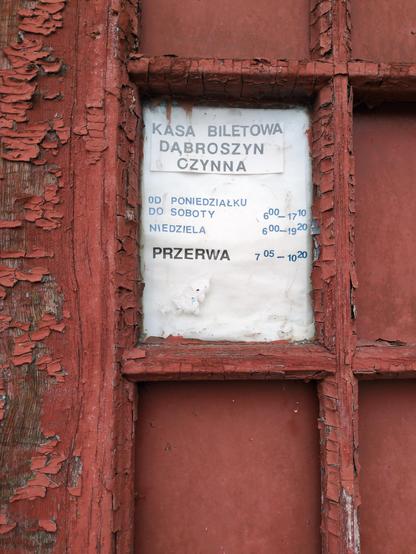 KASA BILETOWA
DĄBROSZYN
CZYNNA
OD PONIEDZIAŁKU
DO SOBOTY 6⁰⁰-17¹⁰
NIEDZIELA 6⁰⁰-19²⁰
PRZERWA 7⁰⁵-10²⁰